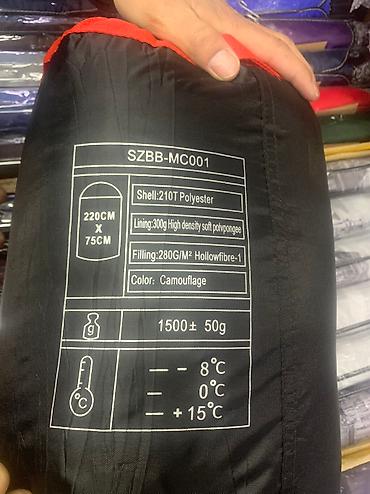 SZBB-MC001
220CM
X
75CM
Shell:210T Polyester
Lining:300g High density soft polypongee
Filling:280G/M² Hollowfibre-1
Color: Camouflage
g
1500± 50g
°C
— - 8°C
— 0°C
— +15°C